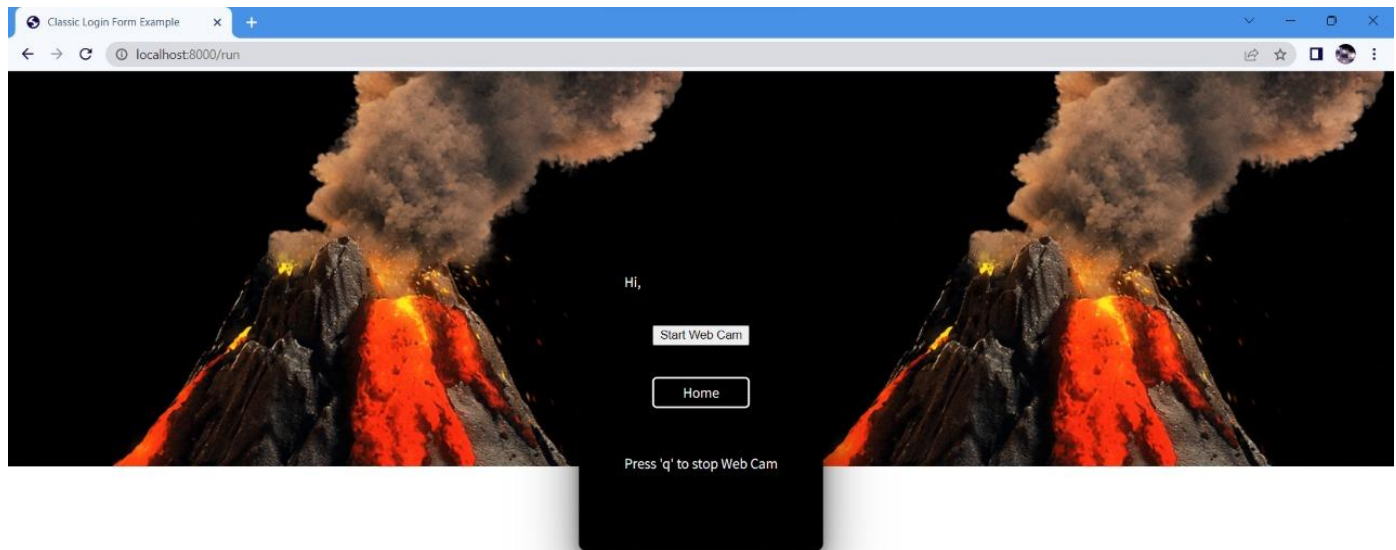 Classic Login Form Example
localhost:8000/run
Hi,
Start Web Cam
Home
Press 'q' to stop Web Cam